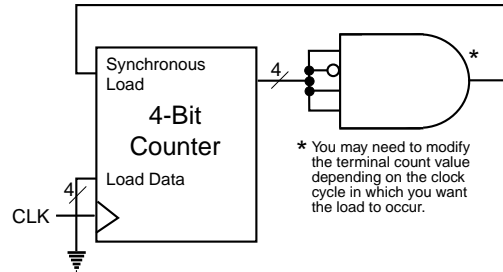 Synchronous
Load
4-Bit
Counter
Load Data
4
CLK
4
*
* You may need to modify
the terminal count value
depending on the clock
cycle in which you want
the load to occur.